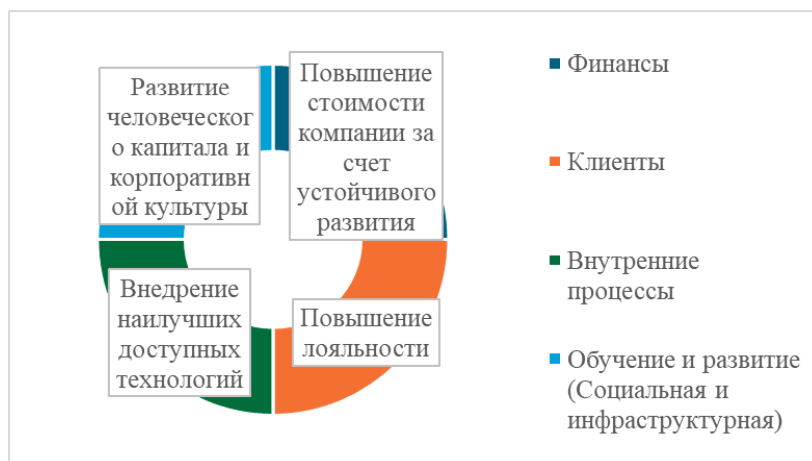 Развитие
человеческог
о капитала и
корпоративн
ой культуры
Повышение
стоимости
компании за
счет
устойчивого
развития
Внедрение
наилучших
доступных
технологий
Повышение
лояльности
Финансы
Клиенты
Внутренние
процессы
Обучение и развитие
(Социальная и
инфраструктурная)